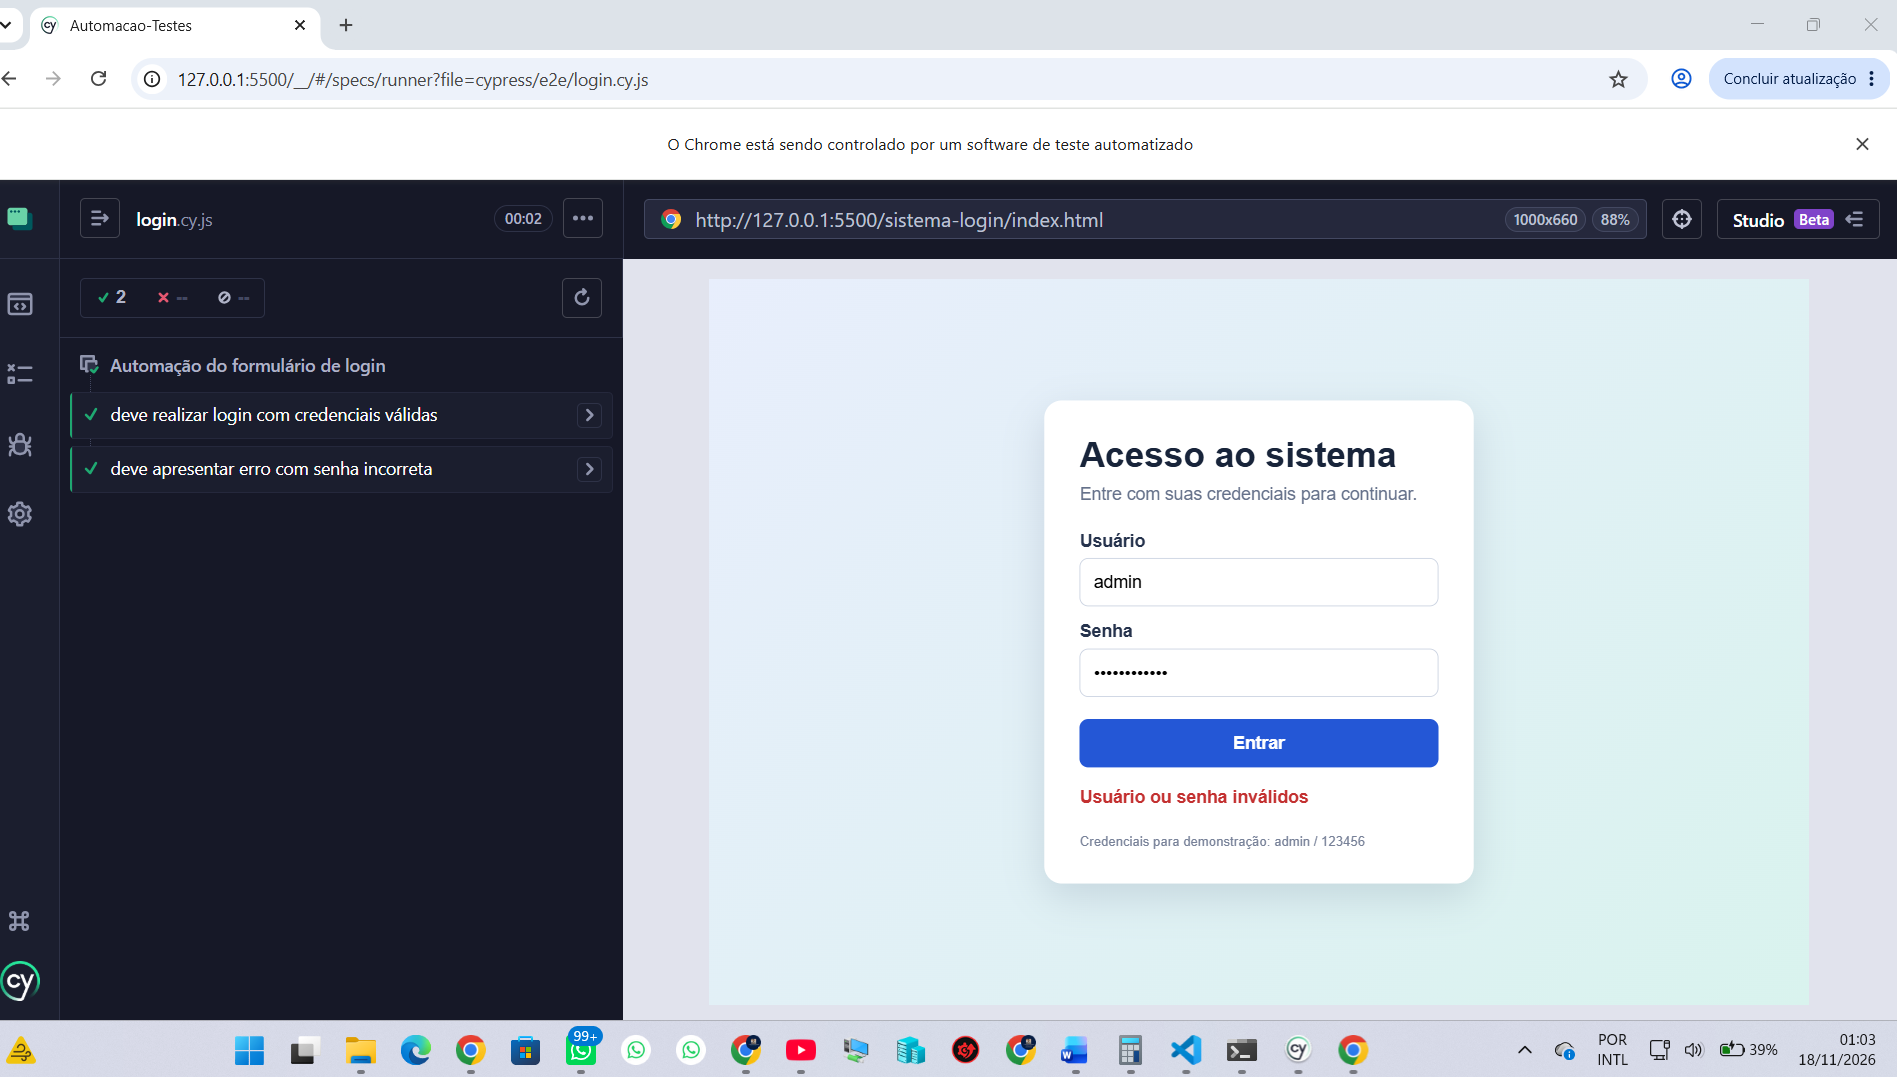 Automacao-Testes
127.0.0.1:5500/__/#/specs/runner?file=cypress/e2e/login.cy.js
Concluir atualização
O Chrome está sendo controlado por um software de teste automatizado
login.cy.js
00:02
http://127.0.0.1:5500/sistema-login/index.html
1000x660
88%
Studio Beta
2 -- --
Automação do formulário de login
deve realizar login com credenciais válidas
deve apresentar erro com senha incorreta
Acesso ao sistema
Entre com suas credenciais para continuar.
Usuário
admin
Senha
••••••••••••
Entrar
Usuário ou senha inválidos
Credenciais para demonstração: admin / 123456
cy
99+
POR
INTL
39%
01:03
18/11/2026